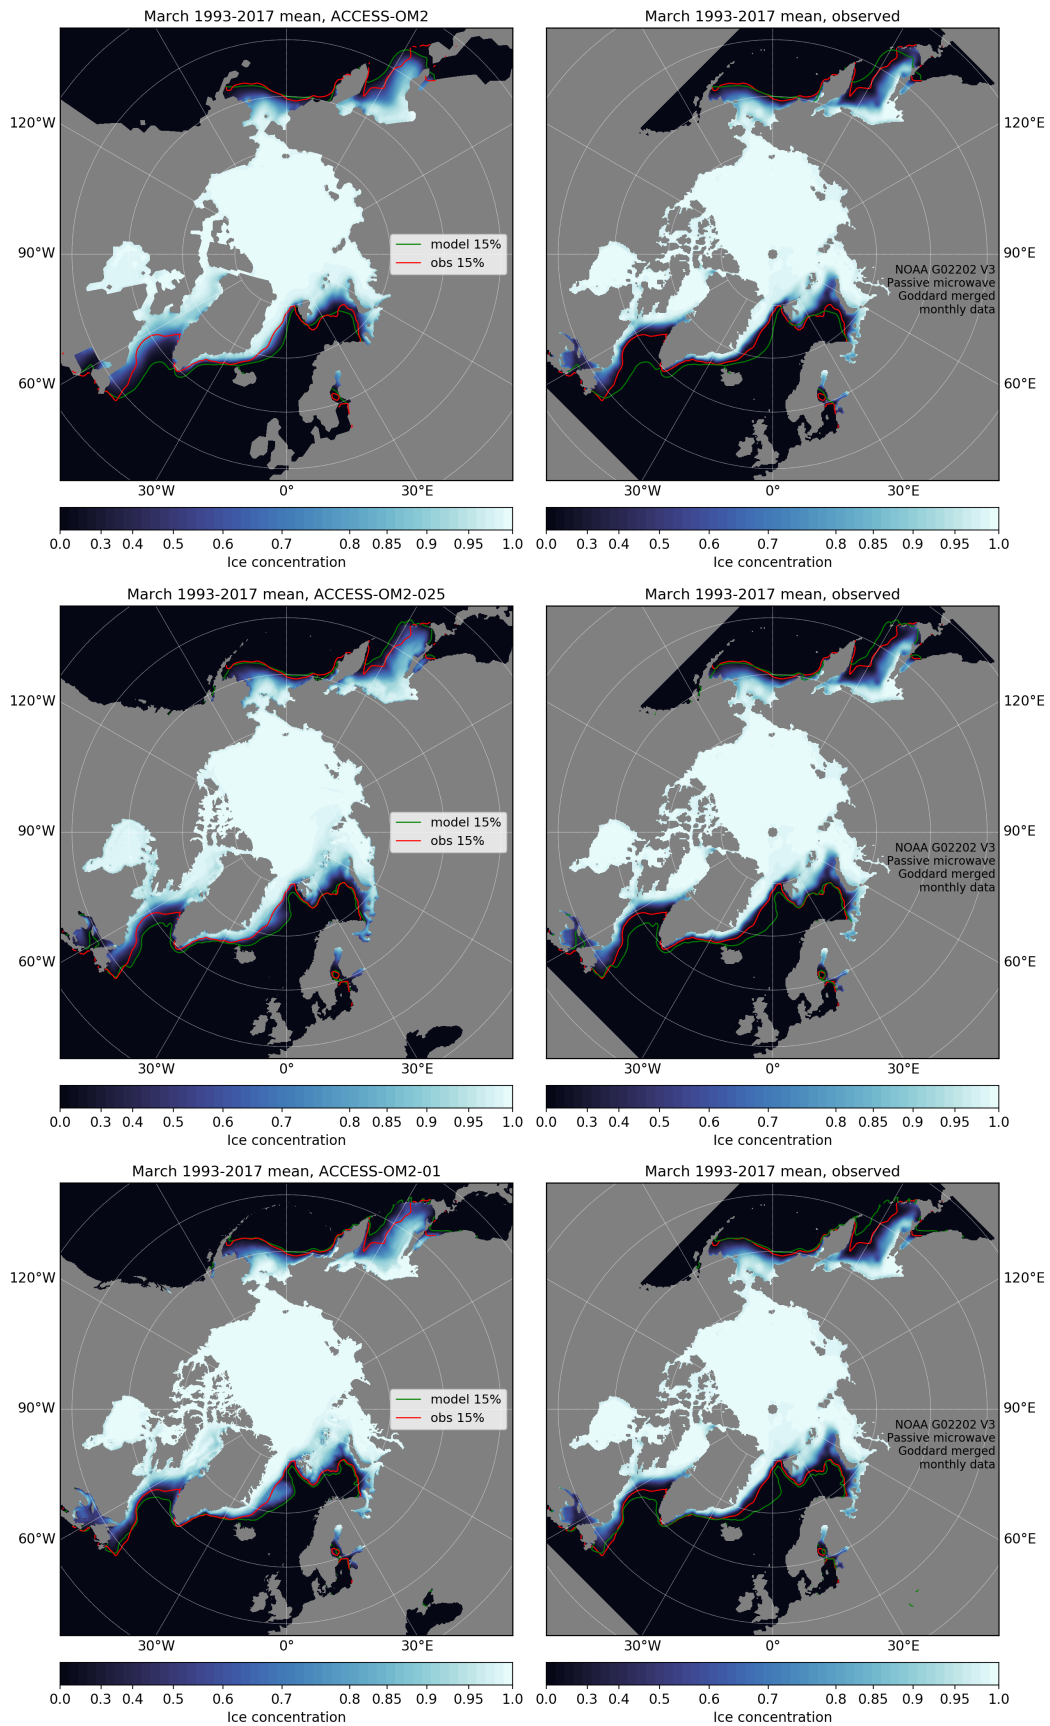 March 1993-2017 mean, ACCESS-OM2
March 1993-2017 mean, observed
120°W
90°W
60°W
30°W 0° 30°E
model 15%
obs 15%
120°E
90°E
60°E
30°W 0° 30°E
NOAA G02202 V3
Passive microwave
Goddard merged
monthly data
0.0 0.3 0.4 0.5 0.6 0.7 0.8 0.85 0.9 0.95 1.0
Ice concentration
0.0 0.3 0.4 0.5 0.6 0.7 0.8 0.85 0.9 0.95 1.0
Ice concentration
March 1993-2017 mean, ACCESS-OM2-025
March 1993-2017 mean, observed
120°W
90°W
60°W
30°W 0° 30°E
model 15%
obs 15%
120°E
90°E
60°E
30°W 0° 30°E
NOAA G02202 V3
Passive microwave
Goddard merged
monthly data
0.0 0.3 0.4 0.5 0.6 0.7 0.8 0.85 0.9 0.95 1.0
Ice concentration
0.0 0.3 0.4 0.5 0.6 0.7 0.8 0.85 0.9 0.95 1.0
Ice concentration
March 1993-2017 mean, ACCESS-OM2-01
March 1993-2017 mean, observed
120°W
90°W
60°W
30°W 0° 30°E
model 15%
obs 15%
120°E
90°E
60°E
30°W 0° 30°E
NOAA G02202 V3
Passive microwave
Goddard merged
monthly data
0.0 0.3 0.4 0.5 0.6 0.7 0.8 0.85 0.9 0.95 1.0
Ice concentration
0.0 0.3 0.4 0.5 0.6 0.7 0.8 0.85 0.9 0.95 1.0
Ice concentration